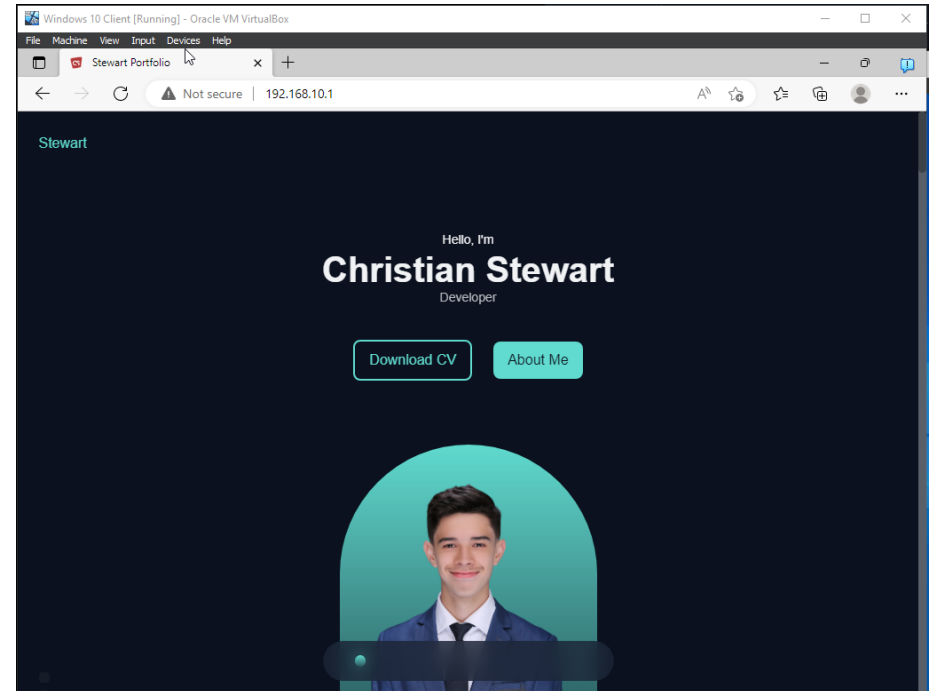 Windows 10 Client [Running] - Oracle VM VirtualBox
File Machine View Input Devices Help
Stewart Portfolio
Not secure | 192.168.10.1
Stewart
Hello, I'm
Christian Stewart
Developer
Download CV
About Me